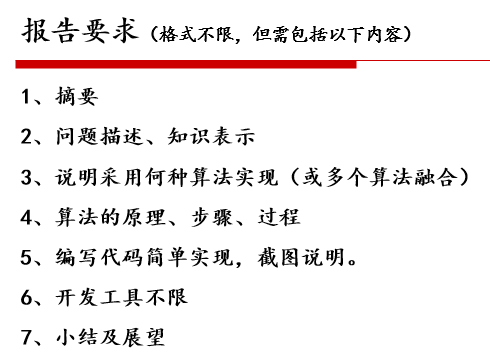 报告要求（格式不限，但需包括以下内容）
1、摘要
2、问题描述、知识表示
3、说明采用何种算法实现（或多个算法融合）
4、算法的原理、步骤、过程
5、编写代码简单实现，截图说明。
6、开发工具不限
7、小结及展望